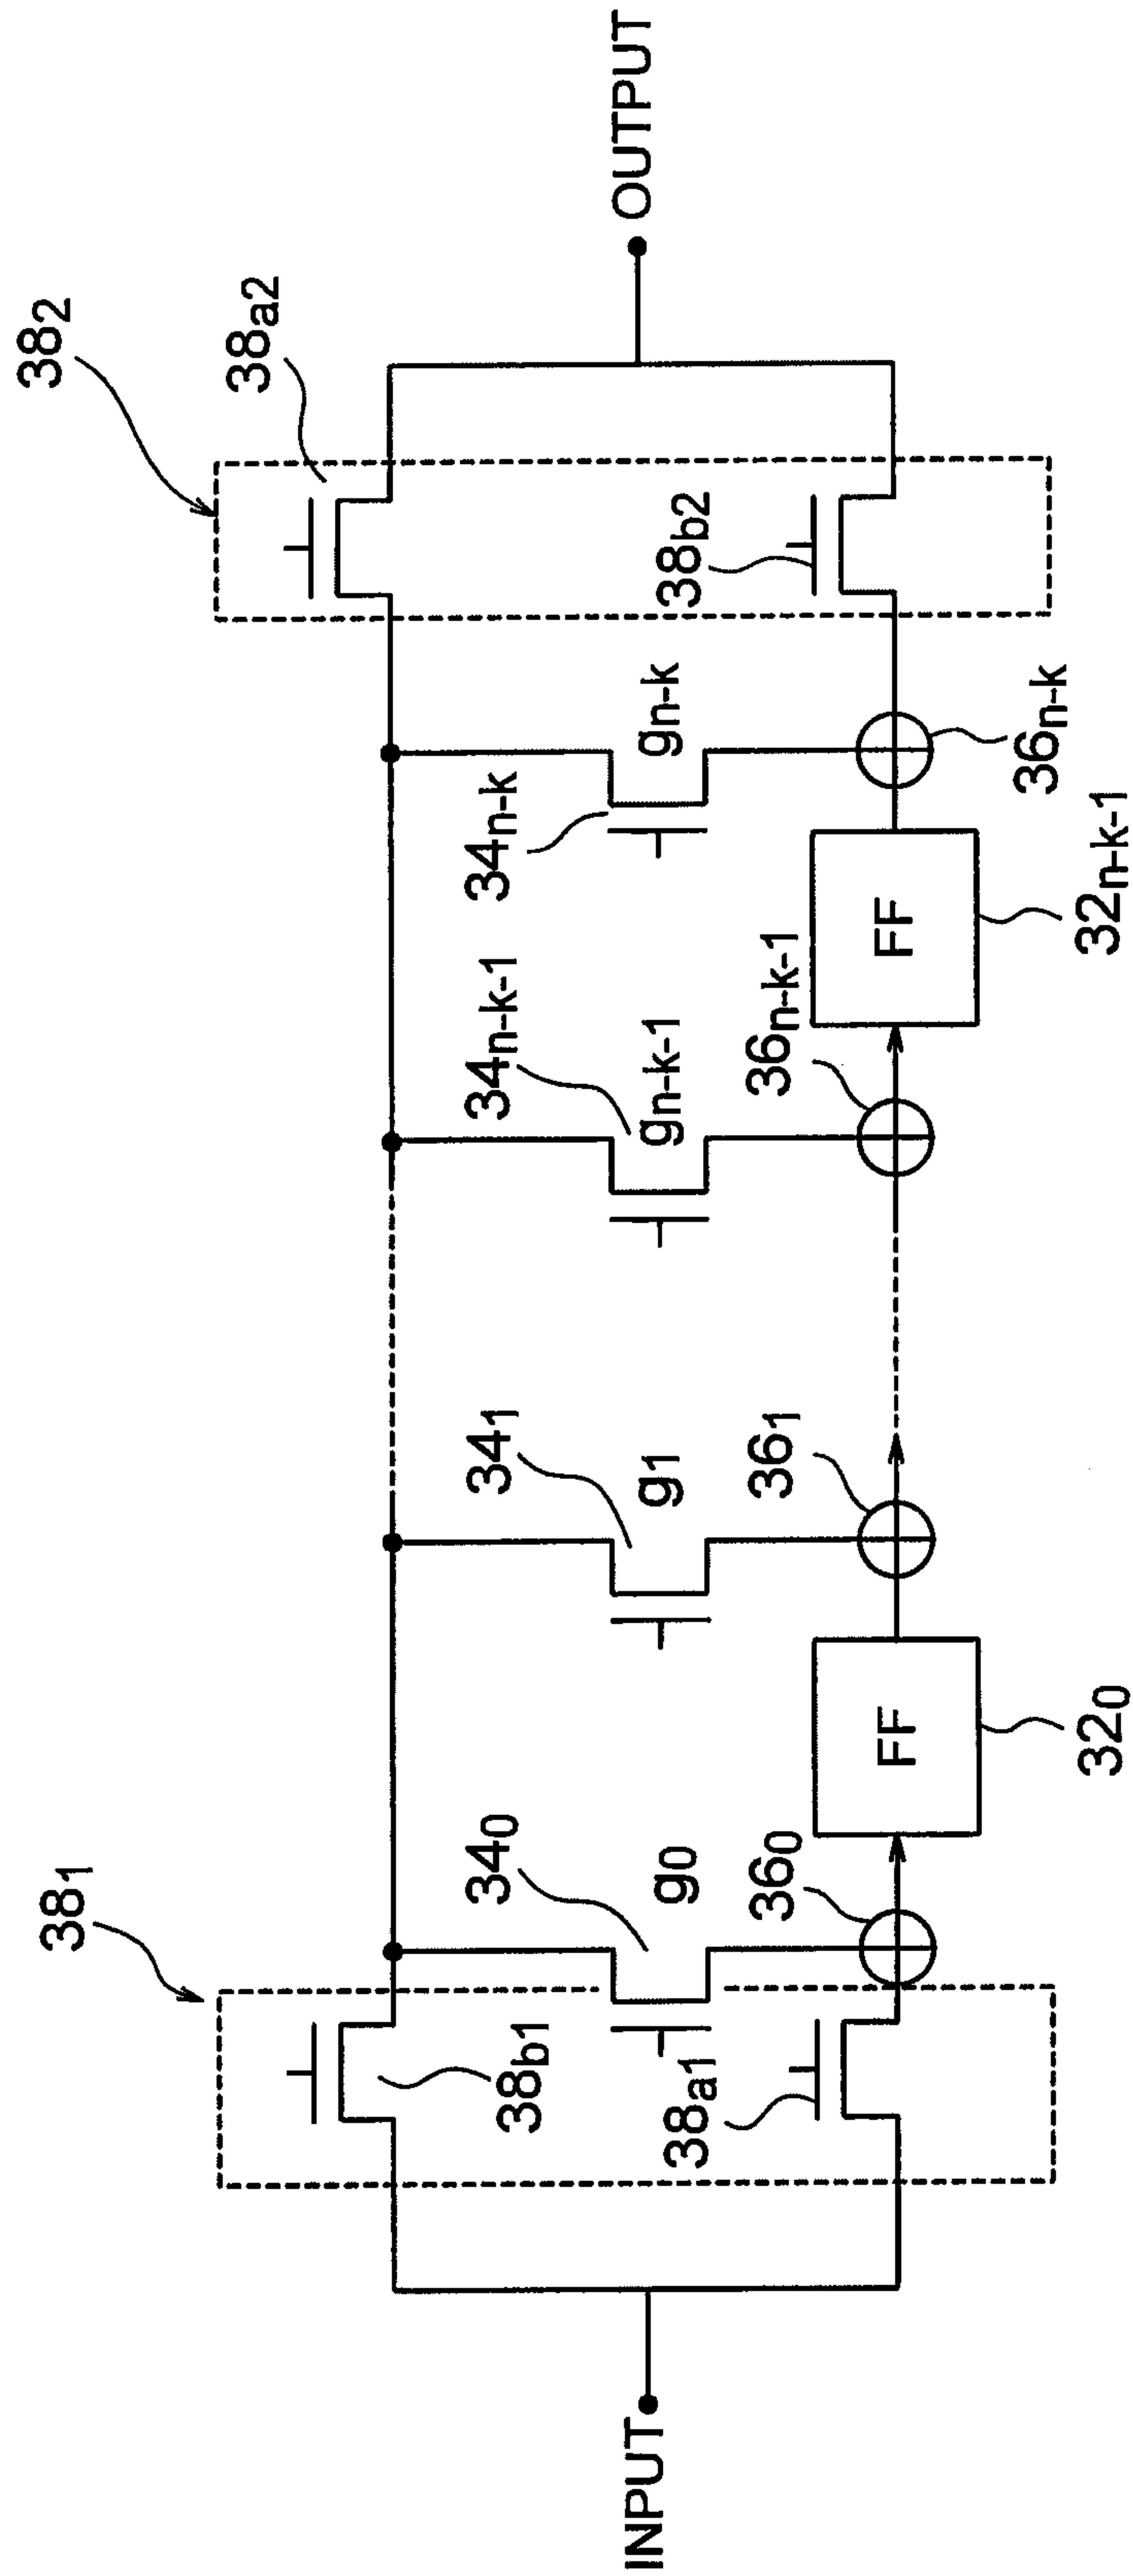 38₁
38₂
38b1
38a2
34₀
34₁
34n-k-1
34n-k
g₀
g₁
gn-k-1
gn-k
38a1
38b2
36₀
36₁
36n-k-1
36n-k
INPUT
OUTPUT
FF
FF
32₀
32n-k-1